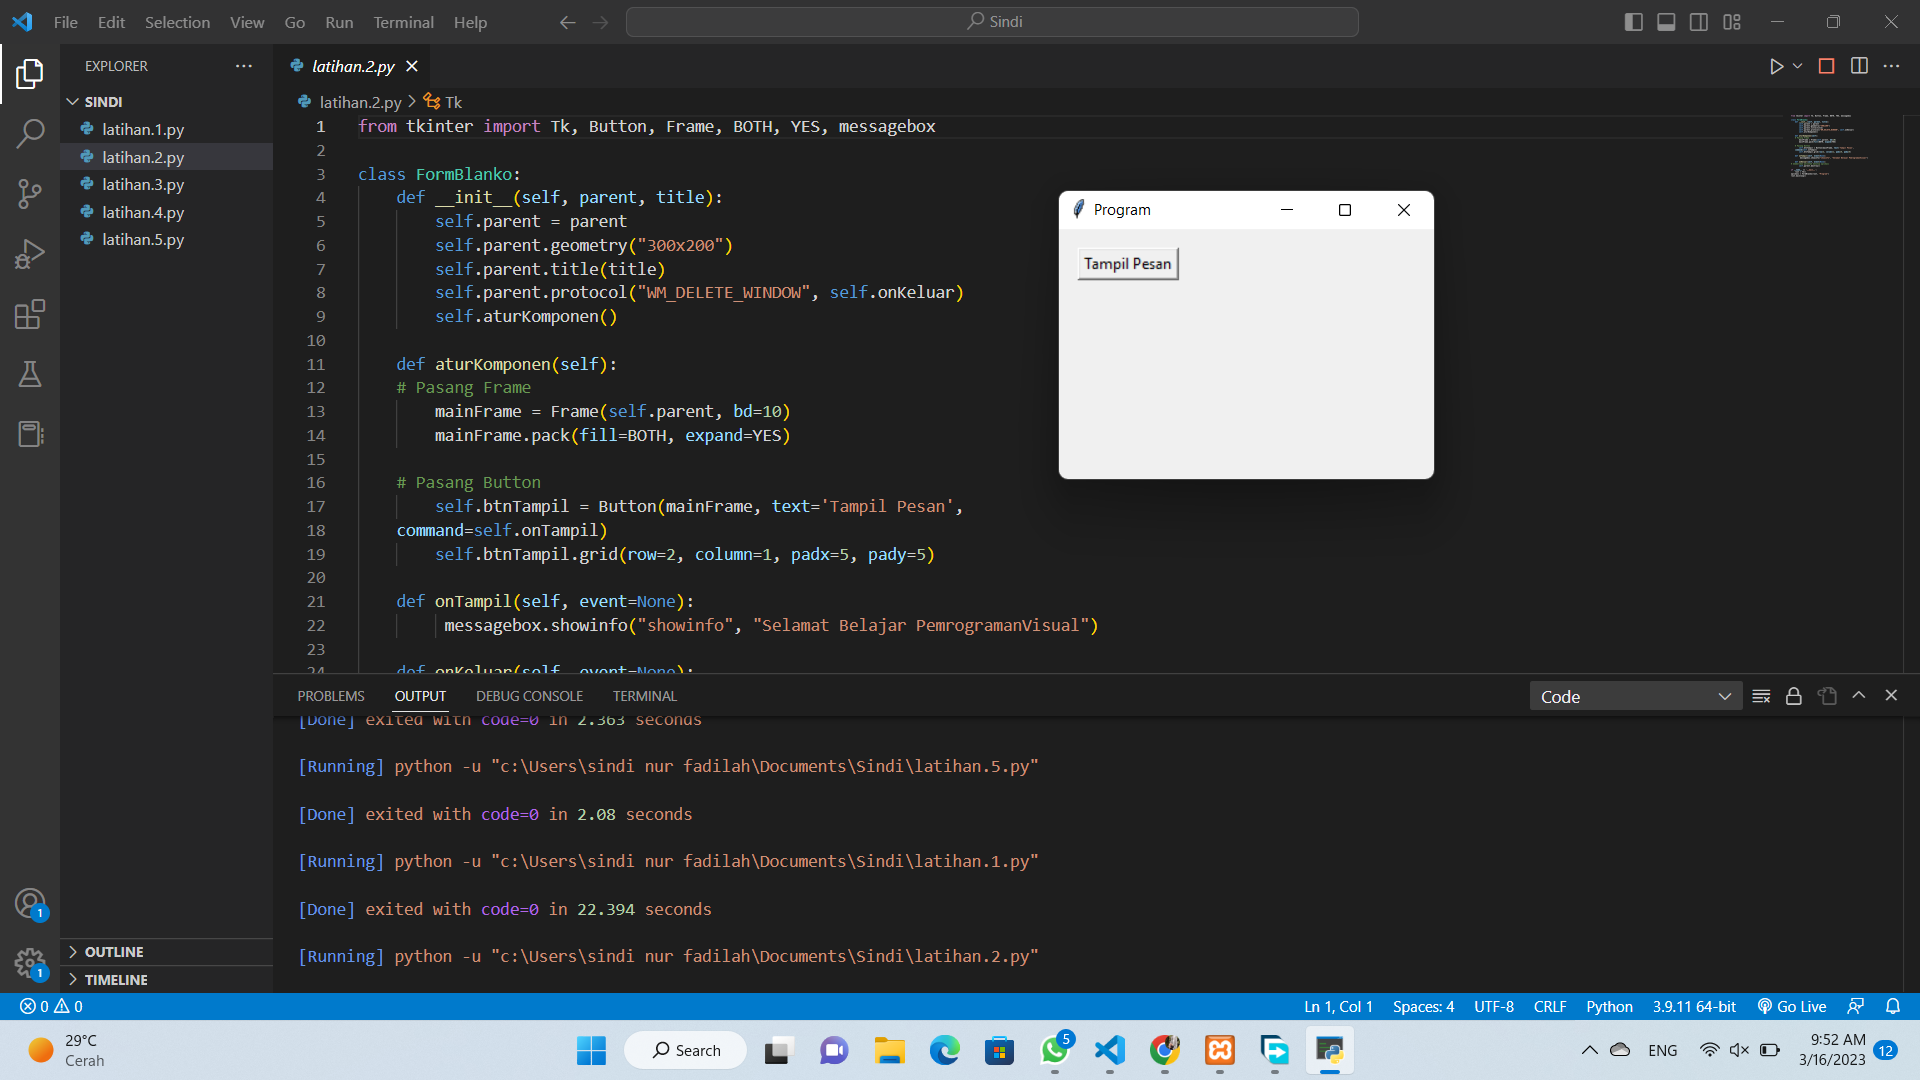 File Edit Selection View Go Run Terminal Help
Sindi
EXPLORER
SINDI
latihan.1.py
latihan.2.py
latihan.3.py
latihan.4.py
latihan.5.py
OUTLINE
TIMELINE
latihan.2.py
latihan.2.py > Tk
1 from tkinter import Tk, Button, Frame, BOTH, YES, messagebox
2
3 class FormBlanko:
4 def __init__(self, parent, title):
5 self.parent = parent
6 self.parent.geometry("300x200")
7 self.parent.title(title)
8 self.parent.protocol("WM_DELETE_WINDOW", self.onKeluar)
9 self.aturKomponen()
10
11 def aturKomponen(self):
12 # Pasang Frame
13 mainFrame = Frame(self.parent, bd=10)
14 mainFrame.pack(fill=BOTH, expand=YES)
15
16 # Pasang Button
17 self.btnTampil = Button(mainFrame, text='Tampil Pesan',
18 command=self.onTampil)
19 self.btnTampil.grid(row=2, column=1, padx=5, pady=5)
20
21 def onTampil(self, event=None):
22 messagebox.showinfo("showinfo", "Selamat Belajar PemrogramanVisual")
23
24 def onKeluar(self, event=None):
Program
Tampil Pesan
PROBLEMS OUTPUT DEBUG CONSOLE TERMINAL
Code
[Done] exited with code=0 in 2.363 seconds
[Running] python -u "c:\Users\sindi nur fadilah\Documents\Sindi\latihan.5.py"
[Done] exited with code=0 in 2.08 seconds
[Running] python -u "c:\Users\sindi nur fadilah\Documents\Sindi\latihan.1.py"
[Done] exited with code=0 in 22.394 seconds
[Running] python -u "c:\Users\sindi nur fadilah\Documents\Sindi\latihan.2.py"
1
1
0 0
Ln 1, Col 1 Spaces: 4 UTF-8 CRLF Python 3.9.11 64-bit Go Live
29°C
Cerah
Search
5
ENG
9:52 AM
3/16/2023
12